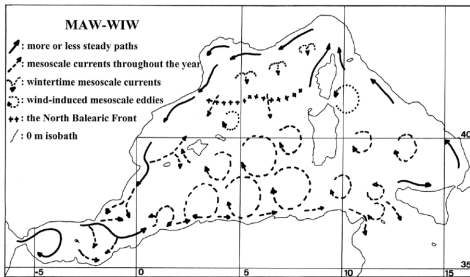 MAW-WIW
: more or less steady paths
: mesoscale currents throughout the year
: wintertime mesoscale currents
: wind-induced mesoscale eddies
: the North Balearic Front
: 0 m isobath
40
-5
0
5
10
15
35